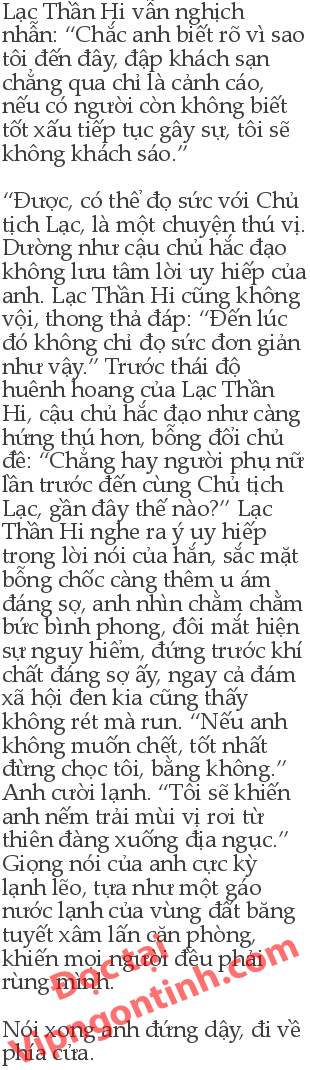 Lạc Thần Hi vẫn nghịch
nhẫn: “Chắc anh biết rõ vì sao
tôi đến đây, đập khách sạn
chẳng qua chỉ là cảnh cáo,
nếu có người còn không biết
tốt xấu tiếp tục gây sự, tôi sẽ
không khách sáo.”
“Được, có thể đọ sức với Chủ
tịch Lạc, là một chuyện thú vị.
Dường như cậu chủ hắc đạo
không lưu tâm lời uy hiếp của
anh. Lạc Thần Hi cũng không
vội, thong thả đáp: “Đến lúc
đó không chỉ đọ sức đơn giản
như vậy.” Trước thái độ
huênh hoang của Lạc Thần
Hi, cậu chủ hắc đạo như càng
hứng thú hơn, bỗng đổi chủ
đề: “Chẳng hay người phụ nữ
lần trước đến cùng Chủ tịch
Lạc, gần đây thế nào?” Lạc
Thần Hi nghe ra ý uy hiếp
trong lời nói của hắn, sắc mặt
bỗng chốc càng thêm u ám
đáng sợ, anh nhìn chằm chằm
bức bình phong, đôi mắt hiện
sự nguy hiểm, đứng trước khí
chất đáng sợ ấy, ngay cả đám
xã hội đen kia cũng thấy
không rét mà run. “Nếu anh
không muốn chết, tốt nhất
đừng chọc tôi, bằng không.”
Anh cười lạnh. “Tôi sẽ khiến
anh nếm trải mùi vị rơi từ
thiên đàng xuống địa ngục.”
Giọng nói của anh cực kỳ
lạnh lẽo, tựa như một gáo
nước lạnh của vùng đất băng
tuyết xâm lấn căn phòng,
khiến mọi người đều phải
rùng mình.
Nói xong anh đứng dậy, đi về
phía cửa.
Đọc tại
Vipngontinh.com